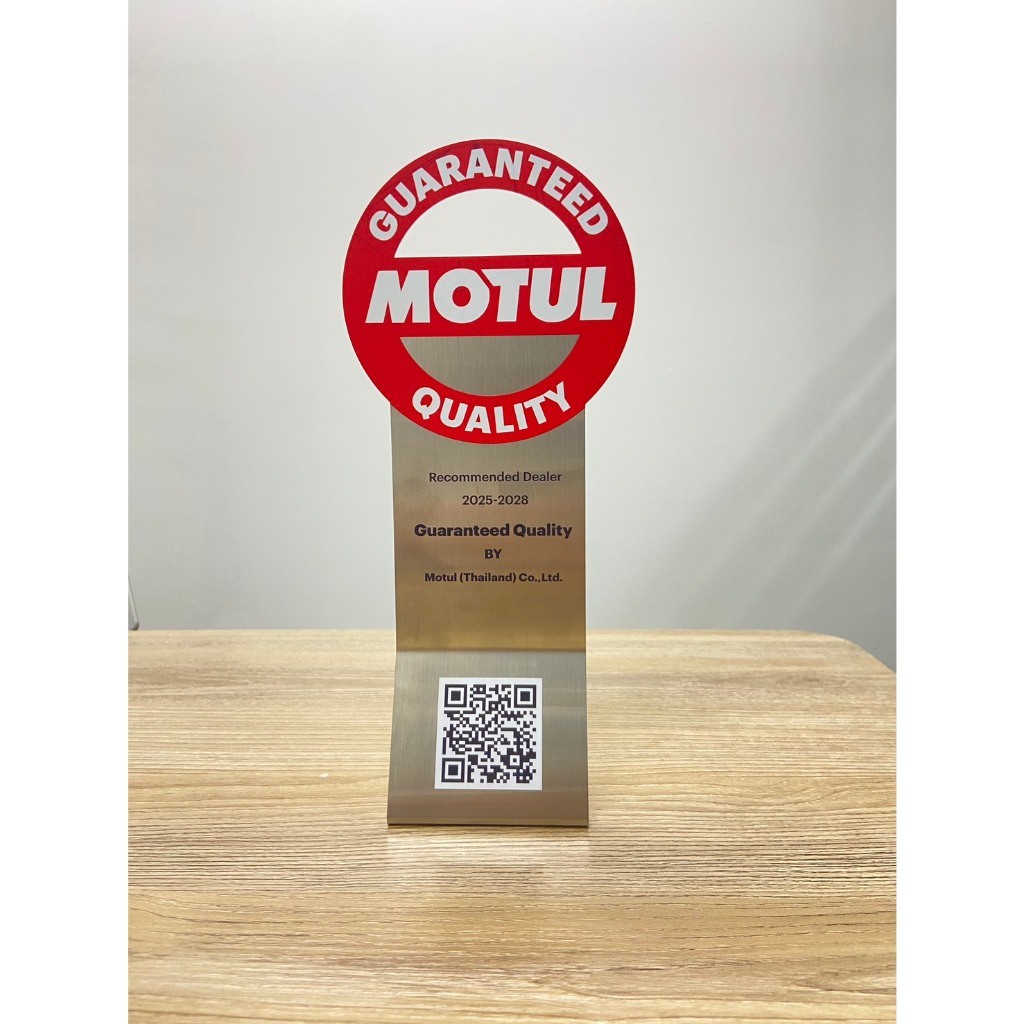 GUARANTEED
MOTUL
QUALITY
Recommended Dealer
2025-2028
Guaranteed Quality
BY
Motul (Thailand) Co.,Ltd.